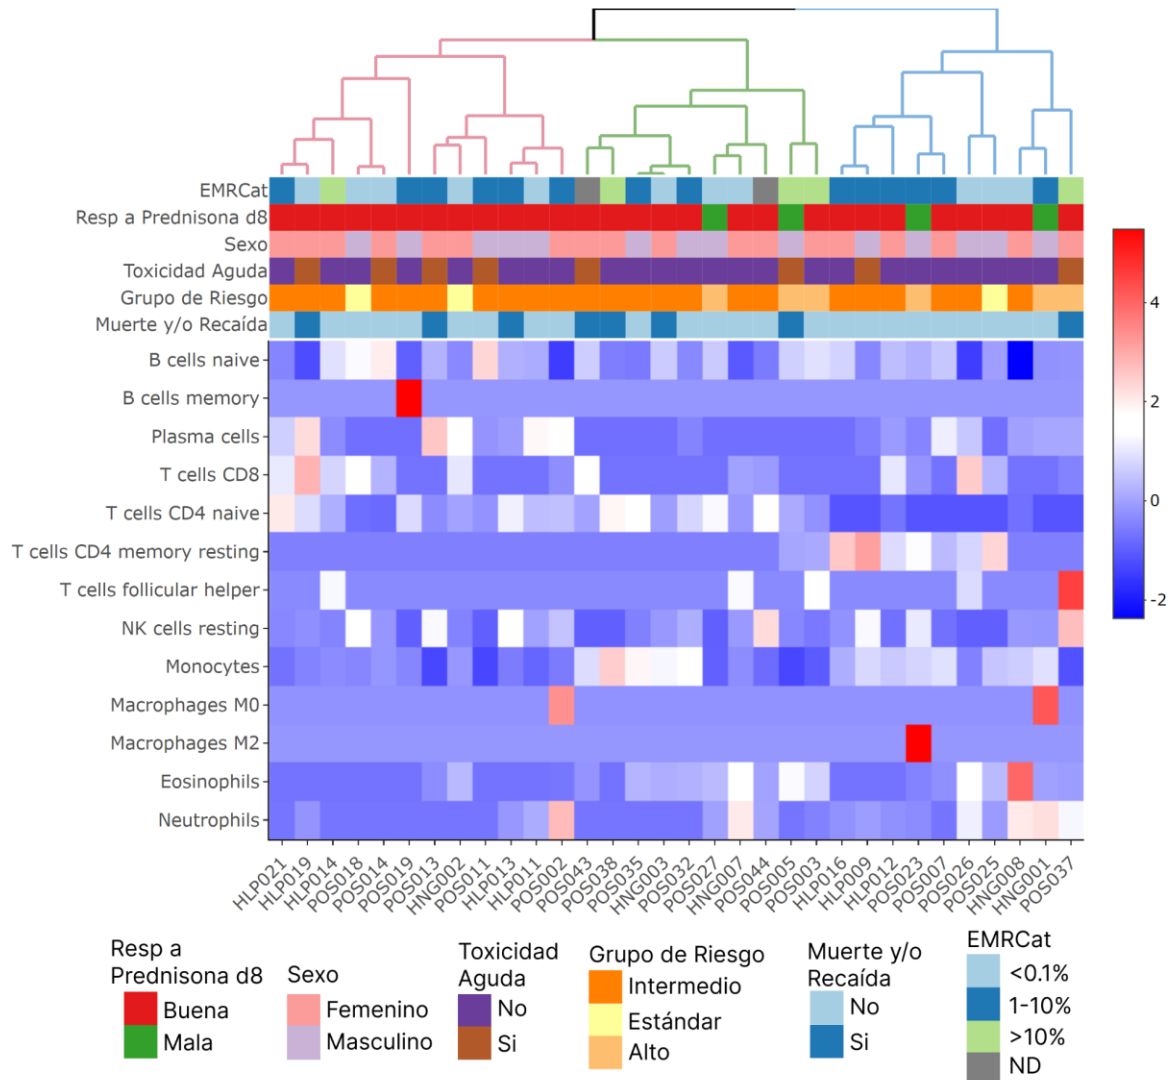 EMRCat
Resp a Prednisona d8
Sexo
Toxicidad Aguda
Grupo de Riesgo
Muerte y/o Recaída
B cells naive
B cells memory
Plasma cells
T cells CD8
T cells CD4 naive
T cells CD4 memory resting
T cells follicular helper
NK cells resting
Monocytes
Macrophages M0
Macrophages M2
Eosinophils
Neutrophils
4
2
0
-2
HLP021
HLP019
HLP014
POS018
POS014
POS019
POS013
HNG002
POS011
HLP013
HLP011
POS002
POS043
POS038
POS035
HNG003
POS032
POS027
HNG007
POS044
POS005
POS003
HLP016
HLP009
HLP012
POS023
POS007
POS026
POS025
HNG008
HNG001
POS037
Resp a
Prednisona d8
Buena
Mala
Sexo
Femenino
Masculino
Toxicidad
Aguda
No
Si
Grupo de Riesgo
Intermedio
Estándar
Alto
Muerte y/o
Recaída
No
Si
EMRCat
<0.1%
1-10%
>10%
ND